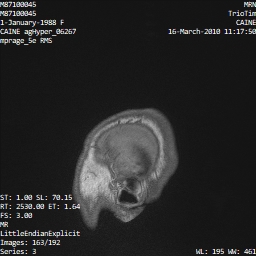 M87100045
M87100045
1-January-1988 F
CAINE agHyper_06267
mprage_5e RMS
MRN
TrioTim
CAINE
16-March-2010 11:17:50
ST: 1.00 SL: 70.15
RT: 2530.00 ET: 1.64
FS: 3.00
MR
LittleEndianExplicit
Images: 163/192
Series: 3
WL: 195 WW: 461